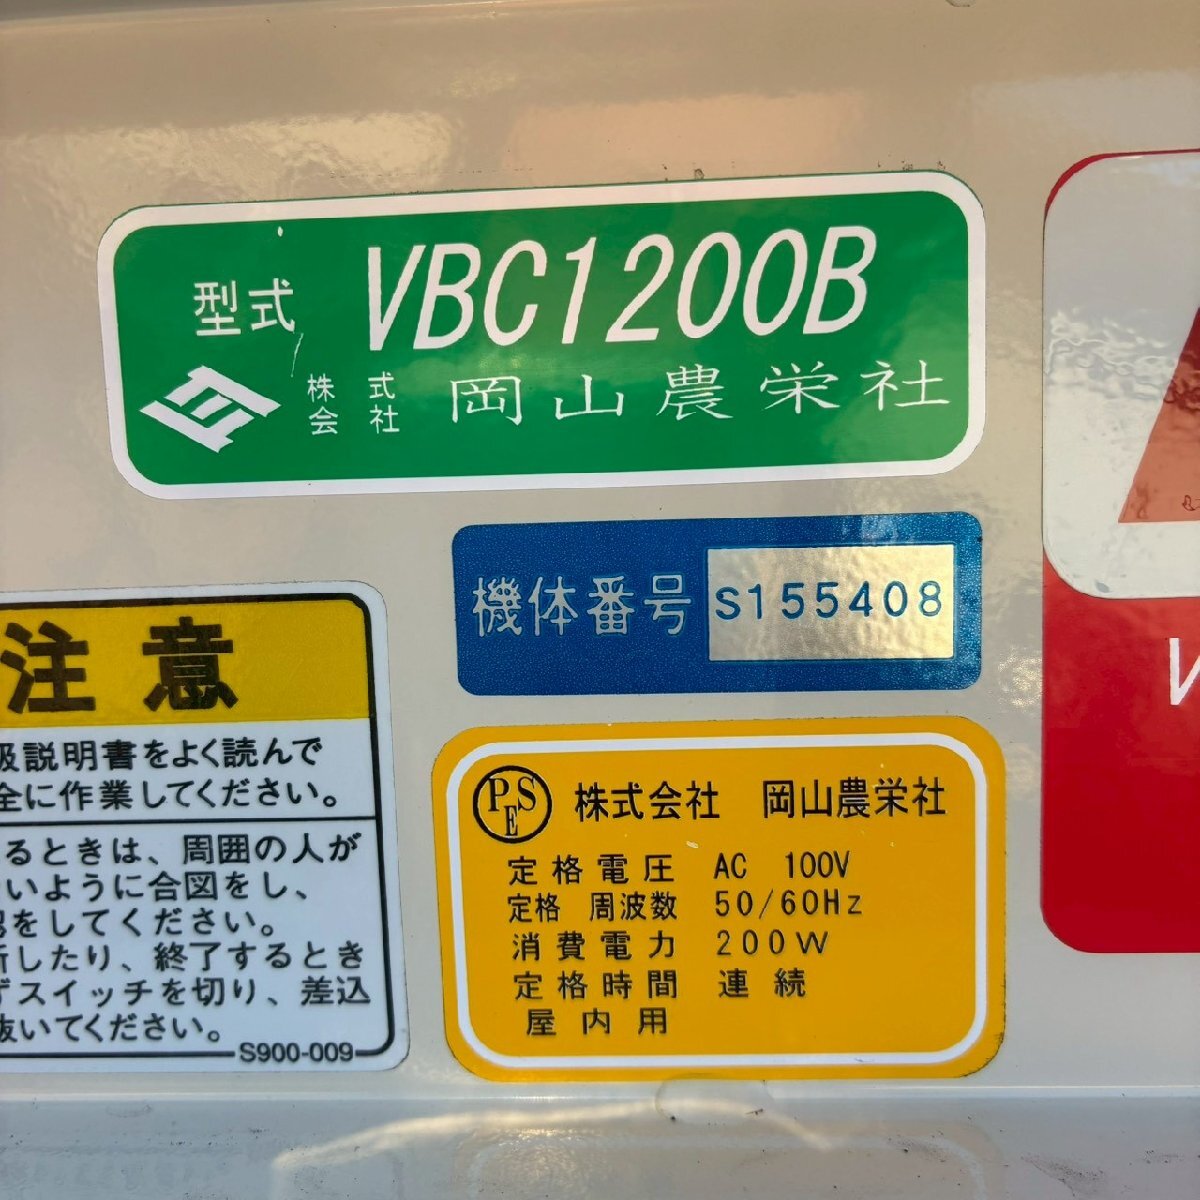 型式 VBC1200B
株式会社 岡山農栄社
機体番号 S155408
注意
扱説明書をよく読んで
全に作業してください。
るときは、周囲の人が
いように合図をし、
をしてください。
したり、終了するとき
ずスイッチを切り、差込
抜いてください。
S900-009
PSE 株式会社 岡山農栄社
定格電圧 AC 100V
定格 周波数 50/60Hz
消費電力 200W
定格時間 連続
屋内用
V